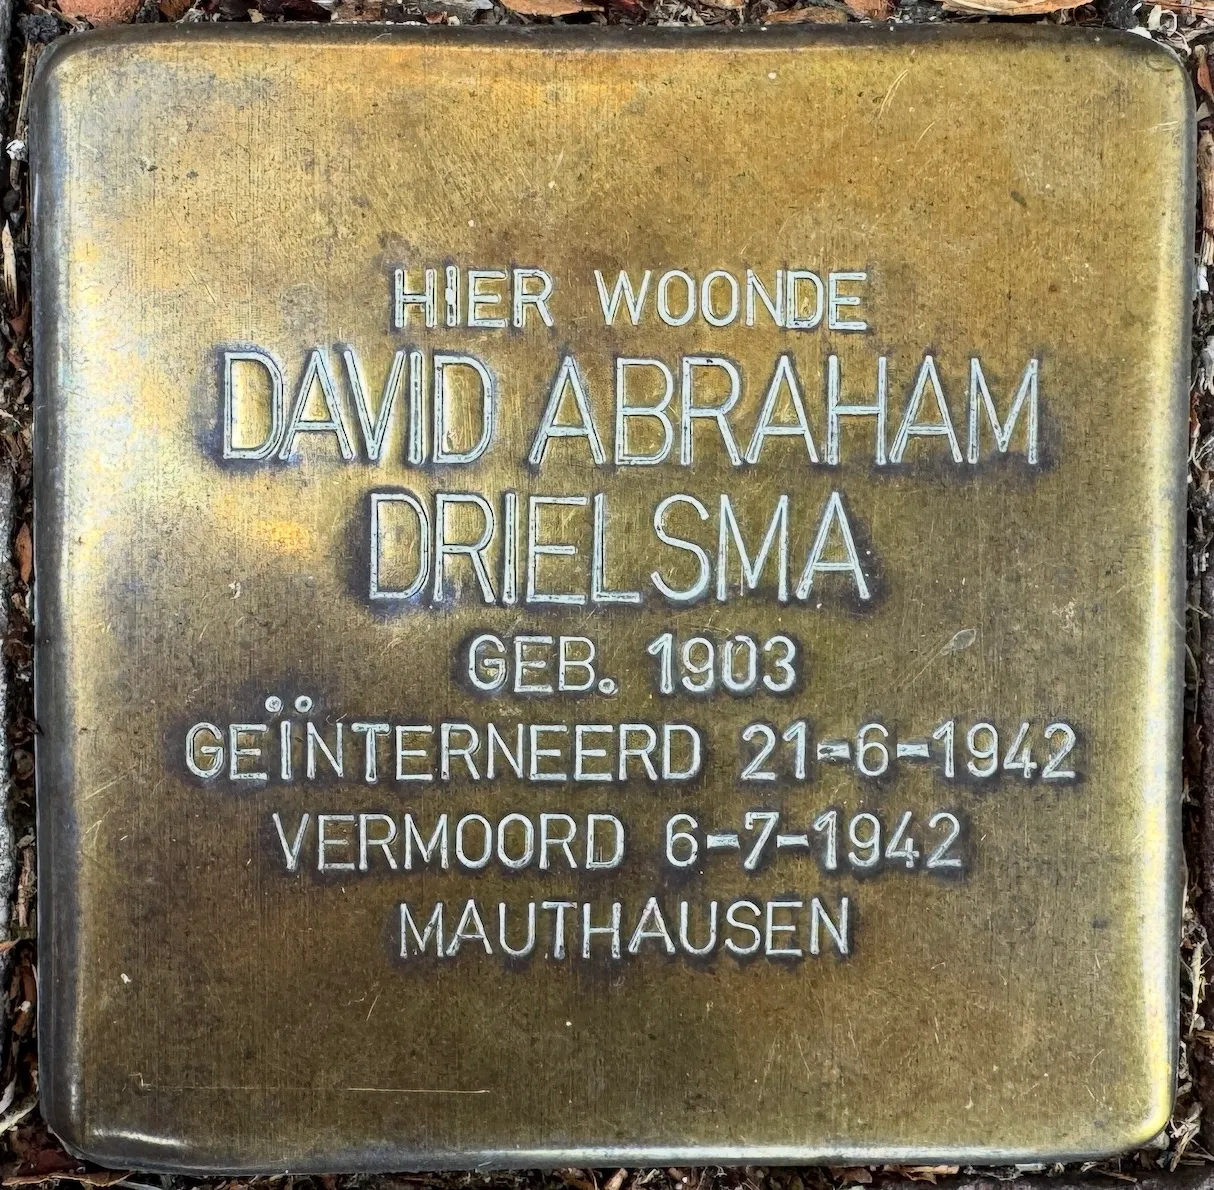 HIER WOONDE
DAVID ABRAHAM
DRIELSMA
GEB. 1903
GEÏNTERNEERD 21-6-1942
VERMOORD 6-7-1942
MAUTHAUSEN